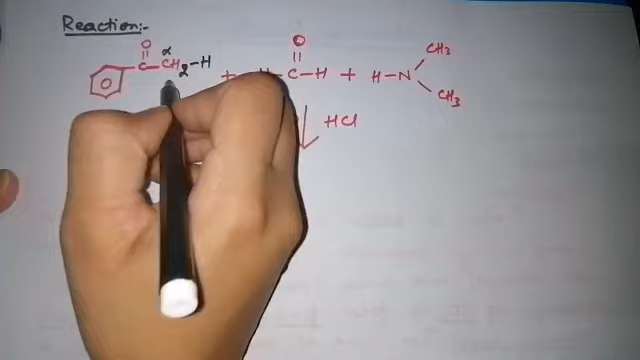 Reaction:-
O O CH3
α
C-CH2-H + C-H + H-N
CH3
HCl